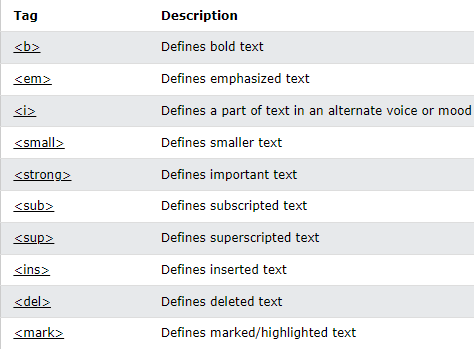 Tag Description
<b> Defines bold text
<em> Defines emphasized text
<i> Defines a part of text in an alternate voice or mood
<small> Defines smaller text
<strong> Defines important text
<sub> Defines subscripted text
<sup> Defines superscripted text
<ins> Defines inserted text
<del> Defines deleted text
<mark> Defines marked/highlighted text